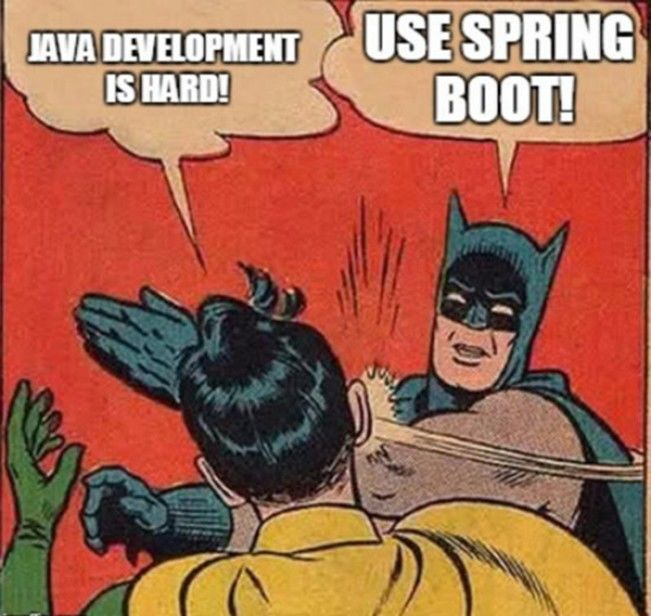 JAVA DEVELOPMENT
IS HARD!
USE SPRING
BOOT!